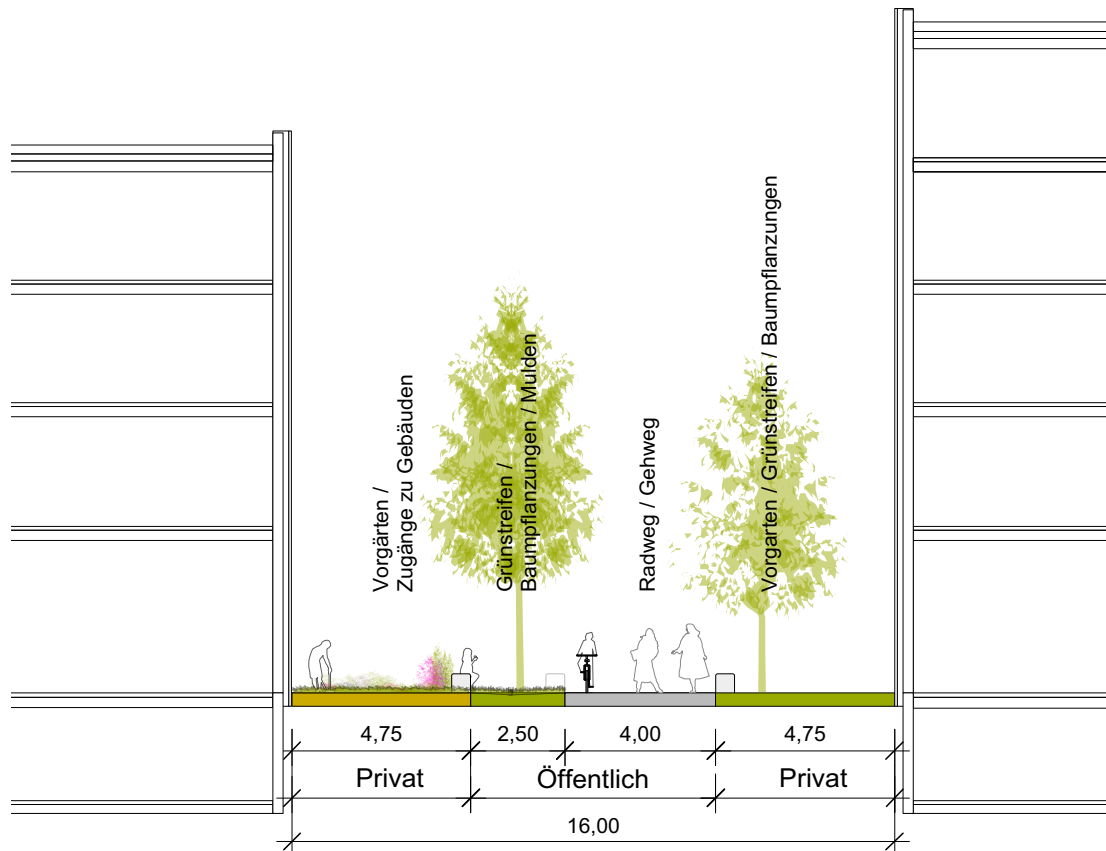 Vorgärten /
Zugänge zu Gebäuden
Grünstreifen /
Baumpflanzungen / Mulden
Radweg / Gehweg
Vorgarten / Grünstreifen / Baumpflanzungen
4,75
2,50
4,00
4,75
Privat
Öffentlich
Privat
16,00